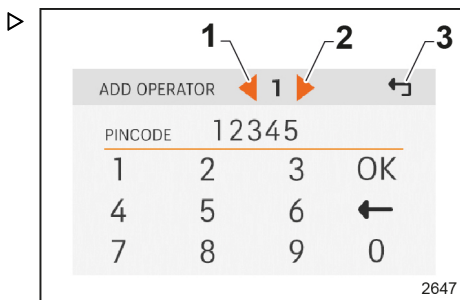 1 2 3
ADD OPERATOR 1
PINCODE 12345
1 2 3 OK
4 5 6
7 8 9 0
2647